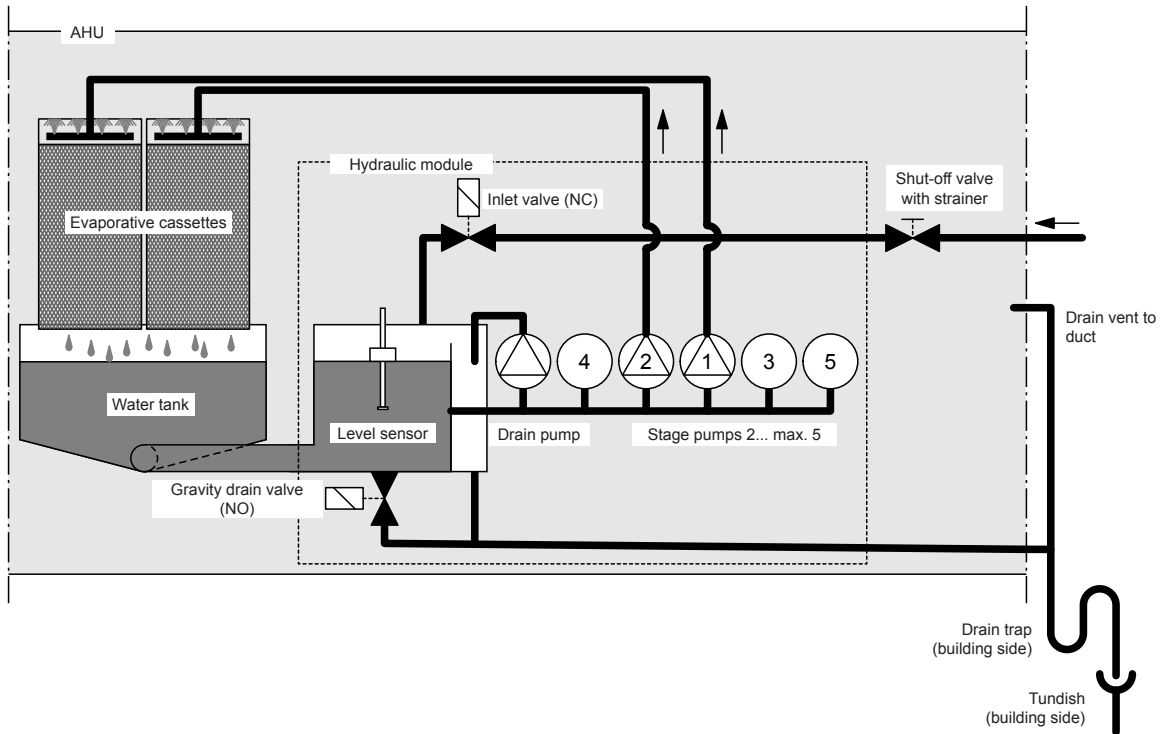 AHU
Hydraulic module
Inlet valve (NC)
Shut-off valve
with strainer
Evaporative cassettes
Drain vent to
duct
4
2
1
3
5
Water tank
Level sensor
Drain pump
Stage pumps 2... max. 5
Gravity drain valve
(NO)
Drain trap
(building side)
Tundish
(building side)